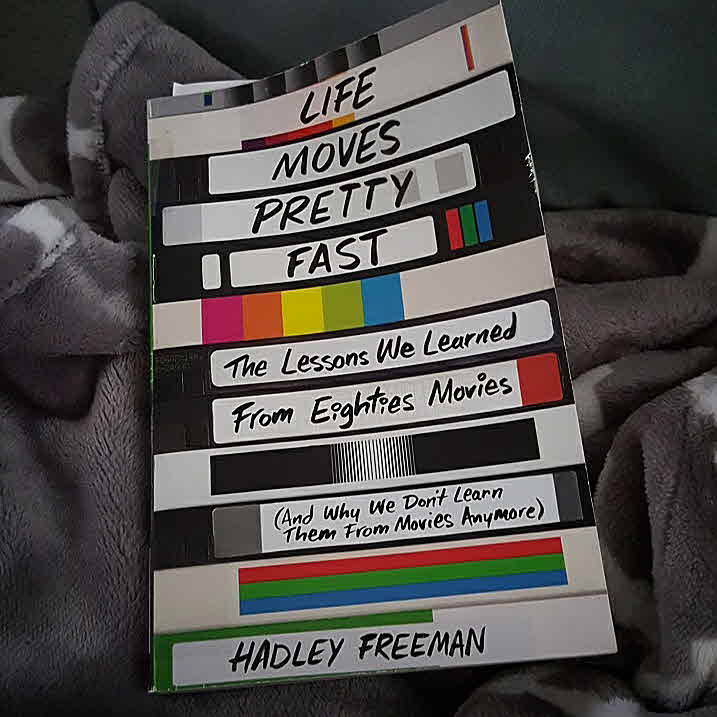 LIFE
MOVES
PRETTY
FAST
The Lessons We Learned
From Eighties Movies
(And Why We Don't Learn
Them From Movies Anymore)
HADLEY FREEMAN